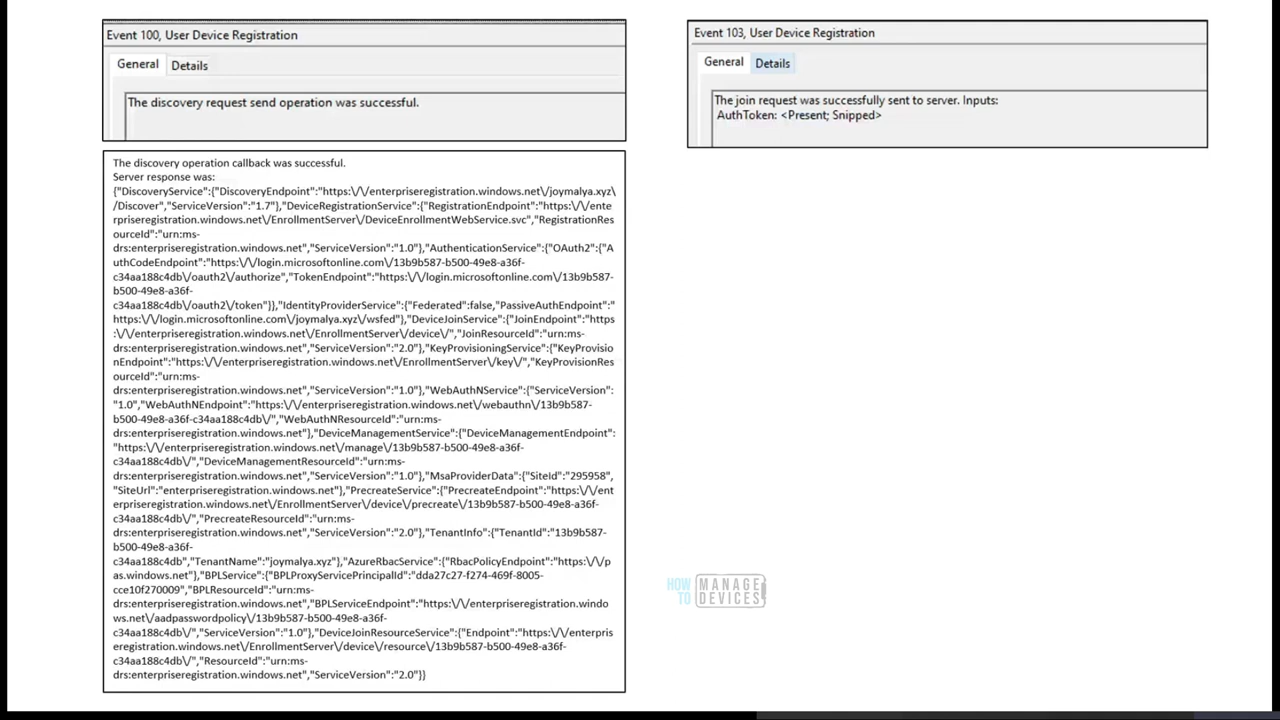 Event 100, User Device Registration
General Details
The discovery request send operation was successful.
The discovery operation callback was successful.
Server response was:
{"DiscoveryService":{"DiscoveryEndpoint":"https:\/\/enterpriseregistration.windows.net\/joymalya.xyz\
/Discover","ServiceVersion":"1.7"},"DeviceRegistrationService":{"RegistrationEndpoint":"https:\/\/ente
rpriseregistration.windows.net\/EnrollmentServer\/DeviceEnrollmentWebService.svc","RegistrationRes
ourceId":"urn:ms-
drs:enterpriseregistration.windows.net","ServiceVersion":"1.0"},"AuthenticationService":{"OAuth2":{"A
uthCodeEndpoint":"https:\/\/login.microsoftonline.com\/13b9b587-b500-49e8-a36f-
c34aa188c4db\/oauth2\/authorize","TokenEndpoint":"https:\/\/login.microsoftonline.com\/13b9b587-
b500-49e8-a36f-
c34aa188c4db\/oauth2\/token"}},"IdentityProviderService":{"Federated":false,"PassiveAuthEndpoint":"
https:\/\/login.microsoftonline.com\/joymalya.xyz\/wsfed"},"DeviceJoinService":{"JoinEndpoint":"https
:\/\/enterpriseregistration.windows.net\/EnrollmentServer\/device\/","JoinResourceId":"urn:ms-
drs:enterpriseregistration.windows.net","ServiceVersion":"2.0"},"KeyProvisioningService":{"KeyProvisio
nEndpoint":"https:\/\/enterpriseregistration.windows.net\/EnrollmentServer\/key\/","KeyProvisionRes
ourceId":"urn:ms-
drs:enterpriseregistration.windows.net","ServiceVersion":"1.0"},"WebAuthNService":{"ServiceVersion":
"1.0","WebAuthNEndpoint":"https:\/\/enterpriseregistration.windows.net\/webauthn\/13b9b587-
b500-49e8-a36f-c34aa188c4db\/","WebAuthNResourceId":"urn:ms-
drs:enterpriseregistration.windows.net"},"DeviceManagementService":{"DeviceManagementEndpoint":
"https:\/\/enterpriseregistration.windows.net\/manage\/13b9b587-b500-49e8-a36f-
c34aa188c4db\/","DeviceManagementResourceId":"urn:ms-
drs:enterpriseregistration.windows.net","ServiceVersion":"1.0"},"MsaProviderData":{"SiteId":"295958",
"SiteUrl":"enterpriseregistration.windows.net"},"PrecreateService":{"PrecreateEndpoint":"https:\/\/ent
erpriseregistration.windows.net\/EnrollmentServer\/device\/precreate\/13b9b587-b500-49e8-a36f-
c34aa188c4db\/","PrecreateResourceId":"urn:ms-
drs:enterpriseregistration.windows.net","ServiceVersion":"2.0"},"TenantInfo":{"TenantId":"13b9b587-
b500-49e8-a36f-
c34aa188c4db","TenantName":"joymalya.xyz"},"AzureRbacService":{"RbacPolicyEndpoint":"https:\/\/p
as.windows.net"},"BPLService":{"BPLProxyServicePrincipalId":"dda27c27-f274-469f-8005-
cce10f270009","BPLResourceId":"urn:ms-
drs:enterpriseregistration.windows.net","BPLServiceEndpoint":"https:\/\/enterpriseregistration.windo
ws.net\/aadpasswordpolicy\/13b9b587-b500-49e8-a36f-
c34aa188c4db\/","ServiceVersion":"1.0"},"DeviceJoinResourceService":{"Endpoint":"https:\/\/enterpris
eregistration.windows.net\/EnrollmentServer\/device\/resource\/13b9b587-b500-49e8-a36f-
c34aa188c4db\/","ResourceId":"urn:ms-
drs:enterpriseregistration.windows.net","ServiceVersion":"2.0"}}
Event 103, User Device Registration
General Details
The join request was successfully sent to server. Inputs:
AuthToken: <Present; Snipped>
HOW TO
MANAGE
DEVICES